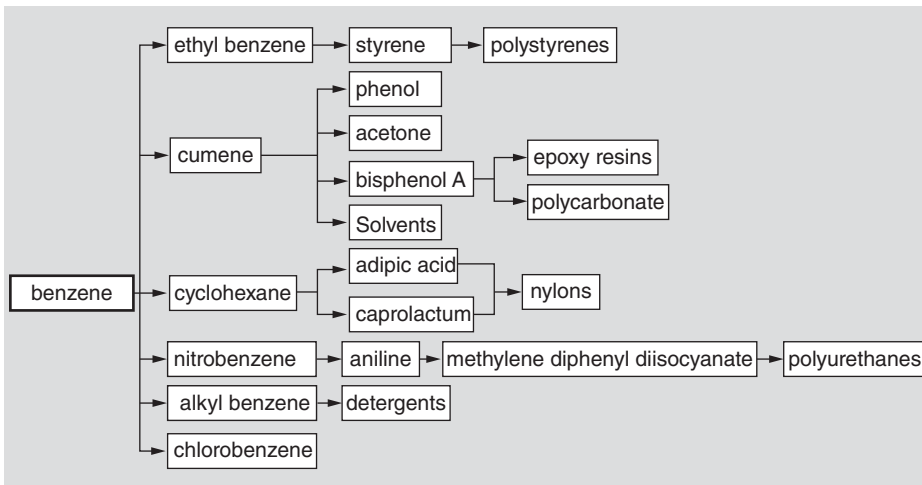 ethyl benzene
styrene
polystyrenes
phenol
acetone
cumene
bisphenol A
epoxy resins
polycarbonate
Solvents
benzene
cyclohexane
adipic acid
caprolactum
nylons
nitrobenzene
aniline
methylene diphenyl diisocyanate
polyurethanes
alkyl benzene
detergents
chlorobenzene